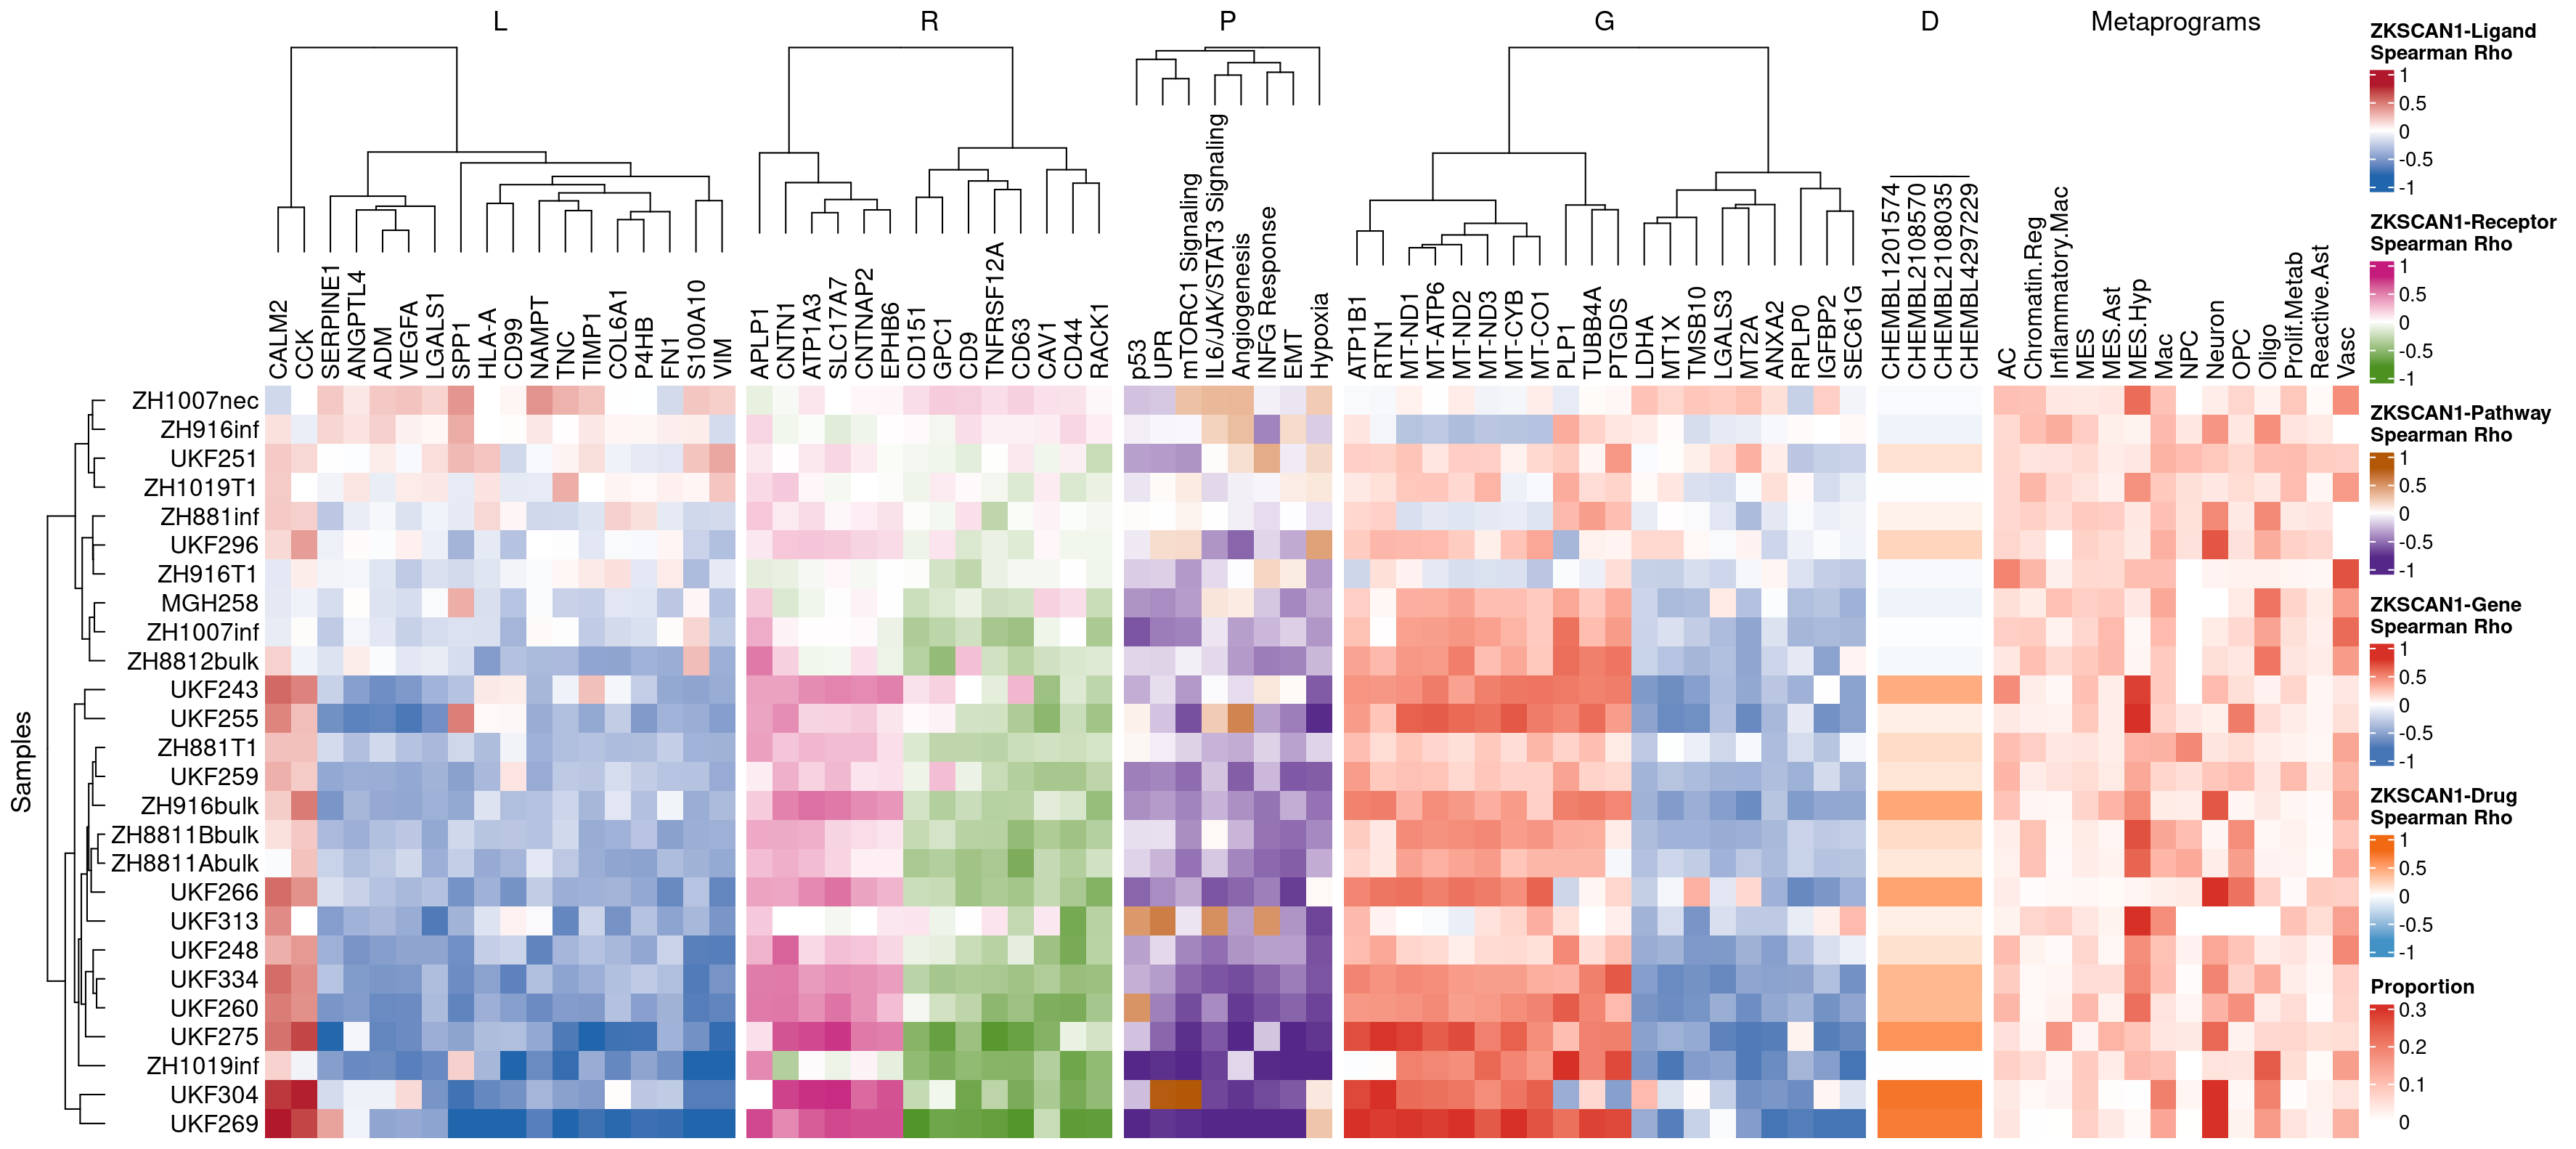 L R P G D Metaprograms
CALM2
CCK
SERPINE1
ANGPTL4
ADM
VEGFA
LGALS1
SPP1
HLA-A
CD99
NAMPT
TNC
TIMP1
COL6A1
P4HB
FN1
S100A10
VIM
APLP1
CNTN1
ATP1A3
SLC17A7
CNTNAP2
EPHB6
CD151
GPC1
CD9
TNFRSF12A
CD63
CAV1
CD44
RACK1
p53
UPR
mTORC1 Signaling
IL6/JAK/STAT3 Signaling
Angiogenesis
INFG Response
EMT
Hypoxia
ATP1B1
RTN1
MT-ND1
MT-ATP6
MT-ND2
MT-ND3
MT-CYB
MT-CO1
PLP1
TUBB4A
PTGDS
LDHA
MT1X
TMSB10
LGALS3
MT2A
ANXA2
RPLP0
IGFBP2
SEC61G
CHEMBL1201574
CHEMBL2108570
CHEMBL2108035
CHEMBL4297229
AC
Chromatin.Reg
Inflammatory.Mac
MES
MES.Ast
MES.Hyp
Mac
NPC
Neuron
OPC
Oligo
Prolif.Metab
Reactive.Ast
Vasc
Samples
ZH1007nec
ZH916inf
UKF251
ZH1019T1
ZH881inf
UKF296
ZH916T1
MGH258
ZH1007inf
ZH8812bulk
UKF243
UKF255
ZH881T1
UKF259
ZH916bulk
ZH8811Bbulk
ZH8811Abulk
UKF266
UKF313
UKF248
UKF334
UKF260
UKF275
ZH1019inf
UKF304
UKF269
ZKSCAN1-Ligand
Spearman Rho
1
0.5
0
-0.5
-1
ZKSCAN1-Receptor
Spearman Rho
1
0.5
0
-0.5
-1
ZKSCAN1-Pathway
Spearman Rho
1
0.5
0
-0.5
-1
ZKSCAN1-Gene
Spearman Rho
1
0.5
0
-0.5
-1
ZKSCAN1-Drug
Spearman Rho
1
0.5
0
-0.5
-1
Proportion
0.3
0.2
0.1
0